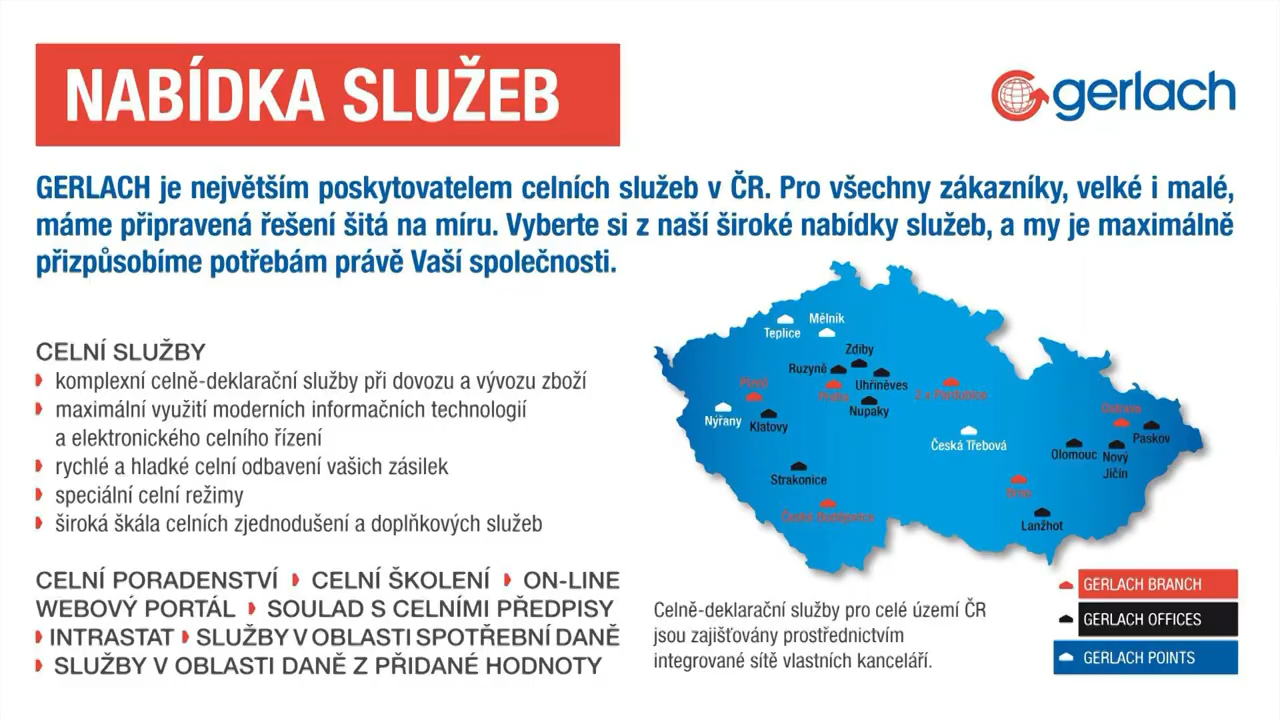 NABÍDKA SLUŽEB
gerlach
GERLACH je největším poskytovatelem celních služeb v ČR. Pro všechny zákazníky, velké i malé,
máme připravená řešení šitá na míru. Vyberte si z naší široké nabídky služeb, a my je maximálně
přizpůsobíme potřebám právě Vaší společnosti.
CELNÍ SLUŽBY
komplexní celně-deklarační služby při dovozu a vývozu zboží
maximální využití moderních informačních technologií
a elektronického celního řízení
rychlé a hladké celní odbavení vašich zásilek
speciální celní režimy
široká škála celních zjednodušení a doplňkových služeb
CELNÍ PORADENSTVÍ CELNÍ ŠKOLENÍ ON-LINE
WEBOVÝ PORTÁL SOULAD S CELNÍMI PŘEDPISY
INTRASTAT SLUŽBY V OBLASTI SPOTŘEBNÍ DANĚ
SLUŽBY V OBLASTI DANĚ Z PŘIDANÉ HODNOTY
Mělník
Teplice
Zdiby
Ruzyně
Uhříněves
Plzeň
Praha
2 x Pardubice
Nupaky
Nýřany
Klatovy
Ostrava
Paskov
Česká Třebová
Olomouc
Nový
Jičín
Strakonice
Brno
České Budějovice
Lanžhot
Celně-deklarační služby pro celé území ČR
jsou zajišťovány prostřednictvím
integrované sítě vlastních kanceláří.
GERLACH BRANCH
GERLACH OFFICES
GERLACH POINTS